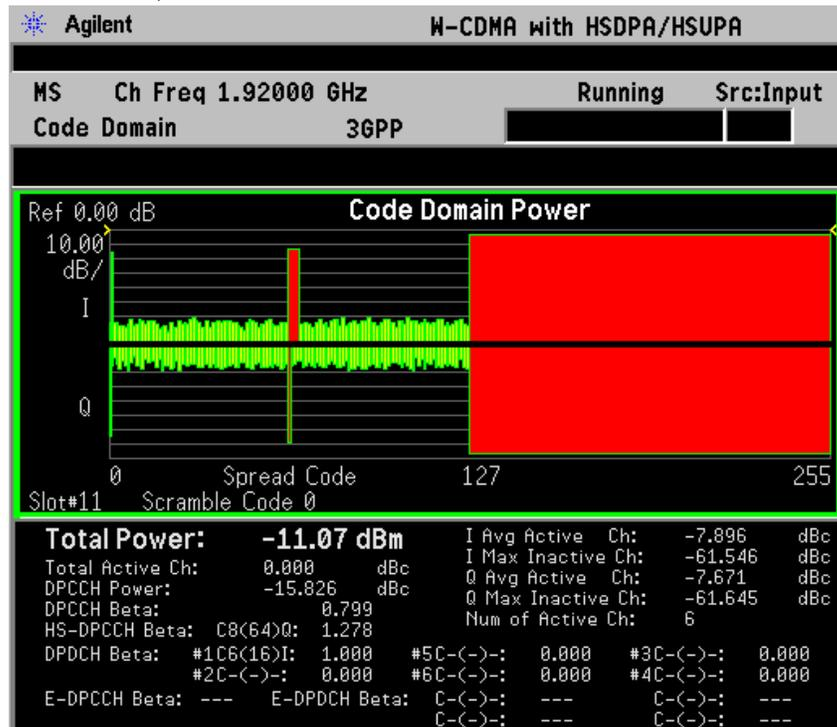 Agilent W-CDMA with HSDPA/HSUPA
MS Ch Freq 1.92000 GHz Running Src:Input
Code Domain 3GPP
Ref 0.00 dB Code Domain Power
10.00
dB/
I
Q
0 Spread Code 127 255
Slot#11 Scramble Code 0
Total Power: -11.07 dBm I Avg Active Ch: -7.896 dBc
I Max Inactive Ch: -61.546 dBc
Total Active Ch: 0.000 dBc Q Avg Active Ch: -7.671 dBc
DPCCH Power: -15.826 dBc Q Max Inactive Ch: -61.645 dBc
DPCCH Beta: 0.799 Num of Active Ch: 6
HS-DPCCH Beta: C8(64)Q: 1.278
DPDCH Beta: #1C6(16)I: 1.000 #5C-(-)-: 0.000 #3C-(-)-: 0.000
#2C-(-)-: 0.000 #6C-(-)-: 0.000 #4C-(-)-: 0.000
E-DPCCH Beta: --- E-DPDCH Beta: C-(-)-: --- C-(-)-: ---
C-(-)-: --- C-(-)-: ---